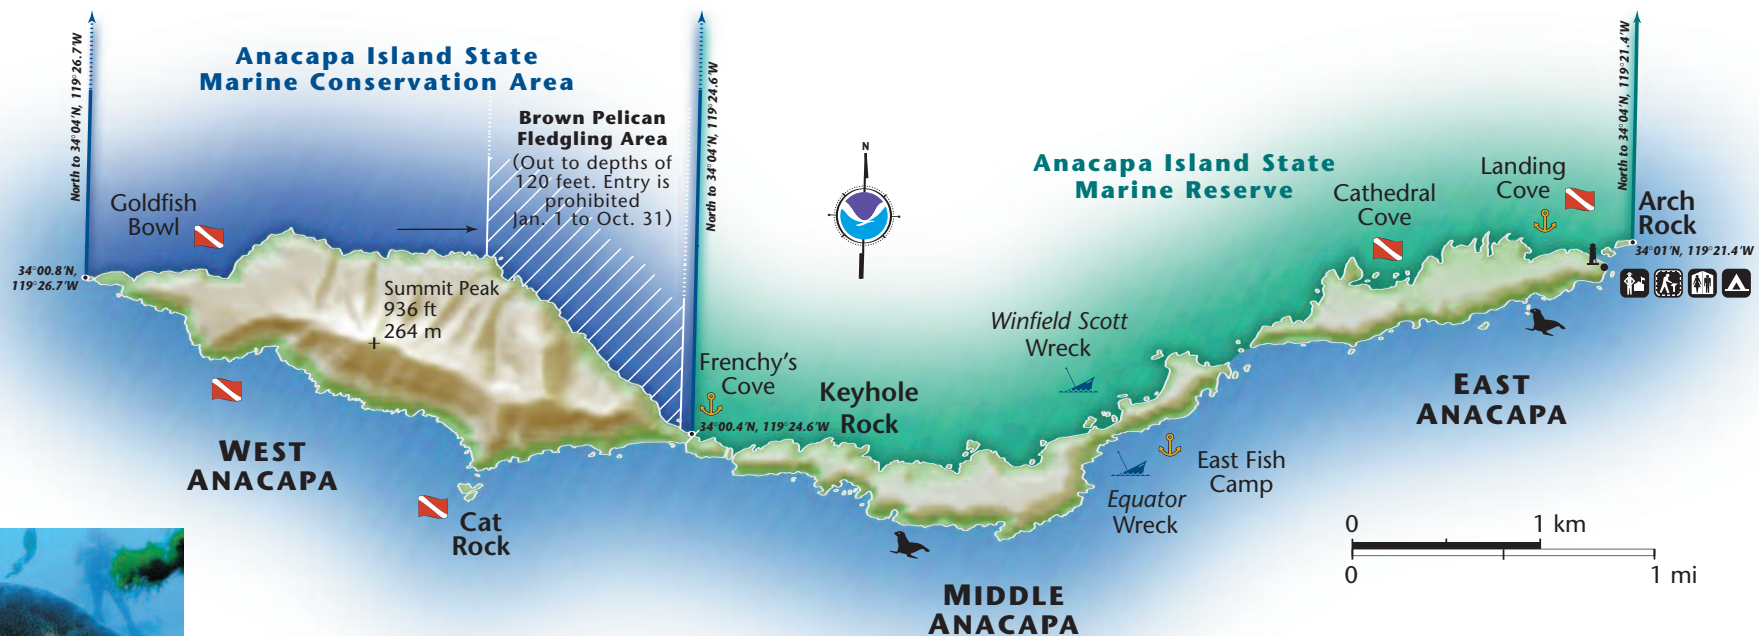 Anacapa Island State
Marine Conservation Area
North to 34°04'N, 119°26.7'W
Brown Pelican
Fledgling Area
(Out to depths of
120 feet. Entry is
prohibited
Jan. 1 to Oct. 31)
North to 34°04'N, 119°24.6'W
N
Anacapa Island State
Marine Reserve
North to 34°04'N, 119°21.4'W
Goldfish
Bowl
Cathedral
Cove
Landing
Cove
Arch
Rock
34°01'N, 119°21.4'W
34°00.8'N,
119°26.7'W
Summit Peak
936 ft
264 m
Winfield Scott
Wreck
Frenchy's
Cove
Keyhole
Rock
34°00.4'N, 119°24.6'W
EAST
ANACAPA
WEST
ANACAPA
East Fish
Camp
Equator
Wreck
Cat
Rock
0 1 km
0 1 mi
MIDDLE
ANACAPA